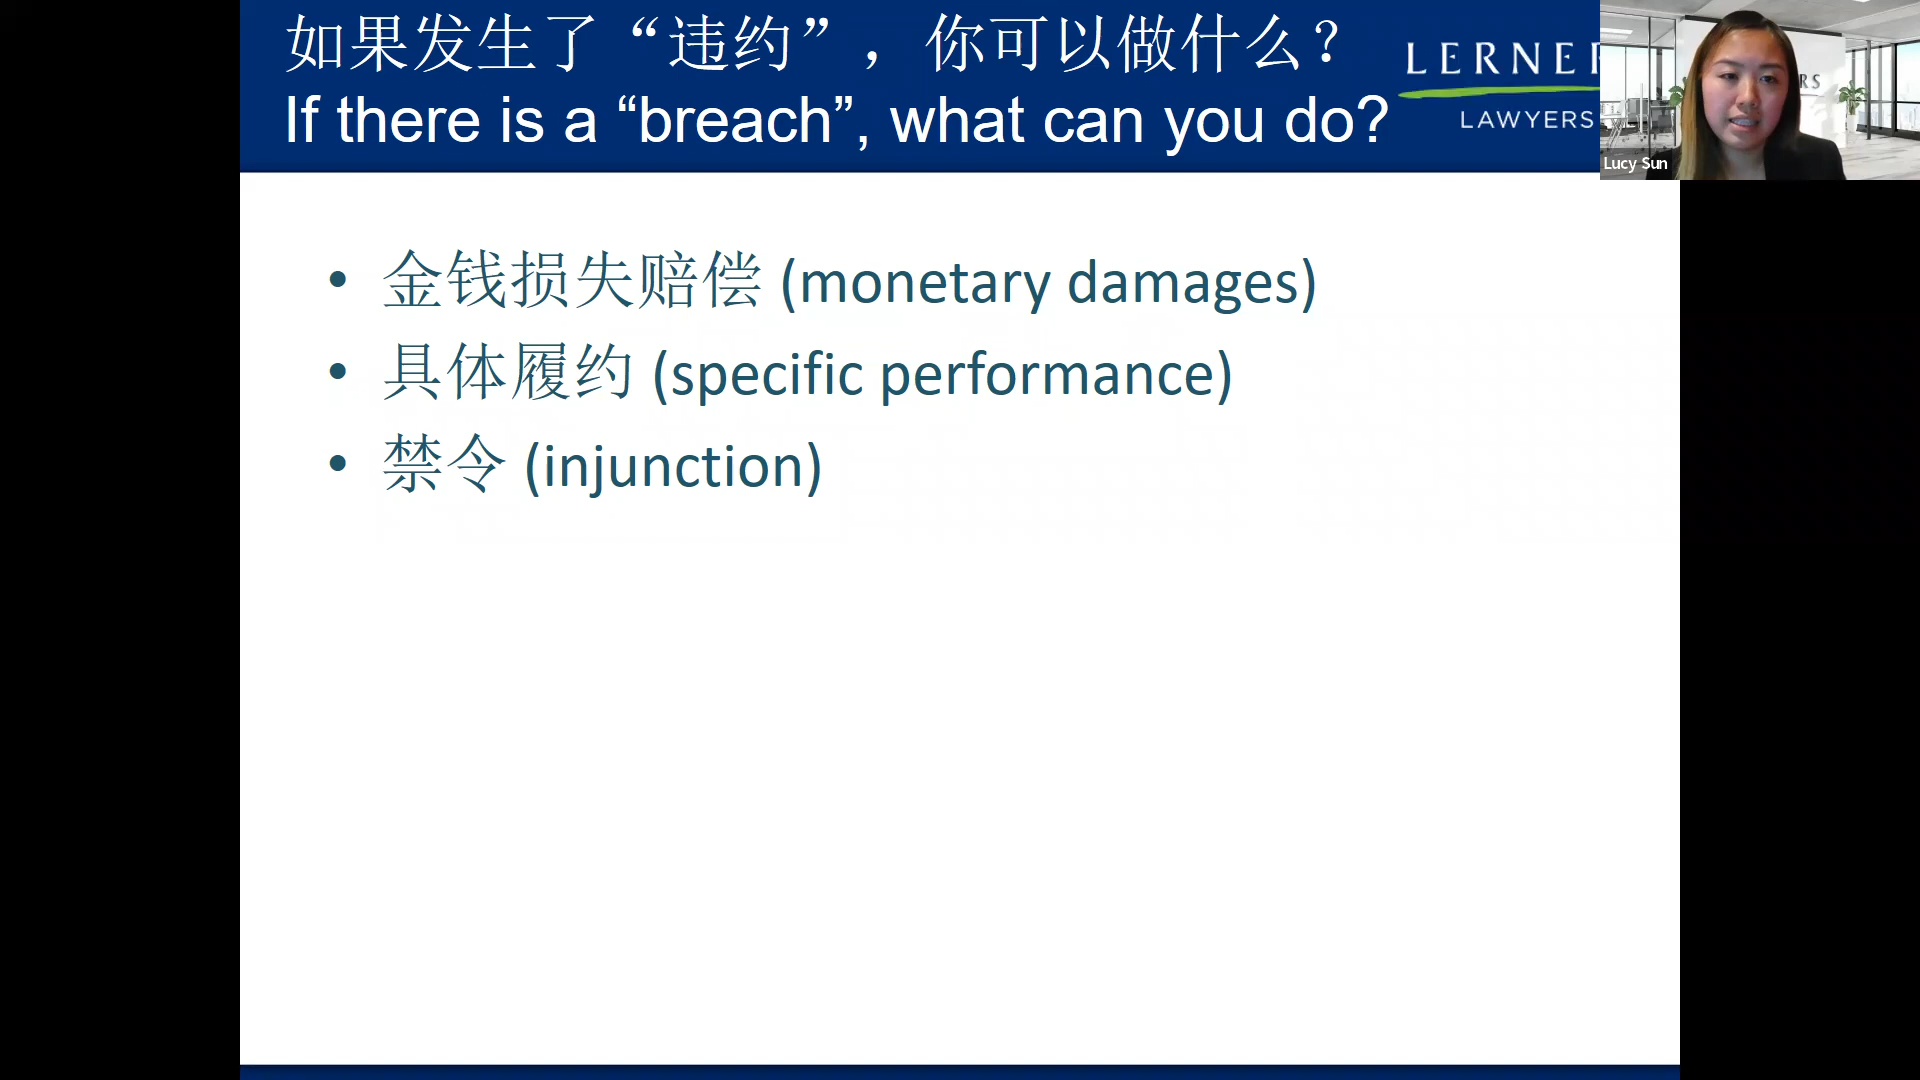 如果发生了“违约”，你可以做什么？
If there is a “breach”, what can you do?
LERNE
LAWYERS
RS
Lucy Sun
• 金钱损失赔偿 (monetary damages)
• 具体履约 (specific performance)
• 禁令 (injunction)